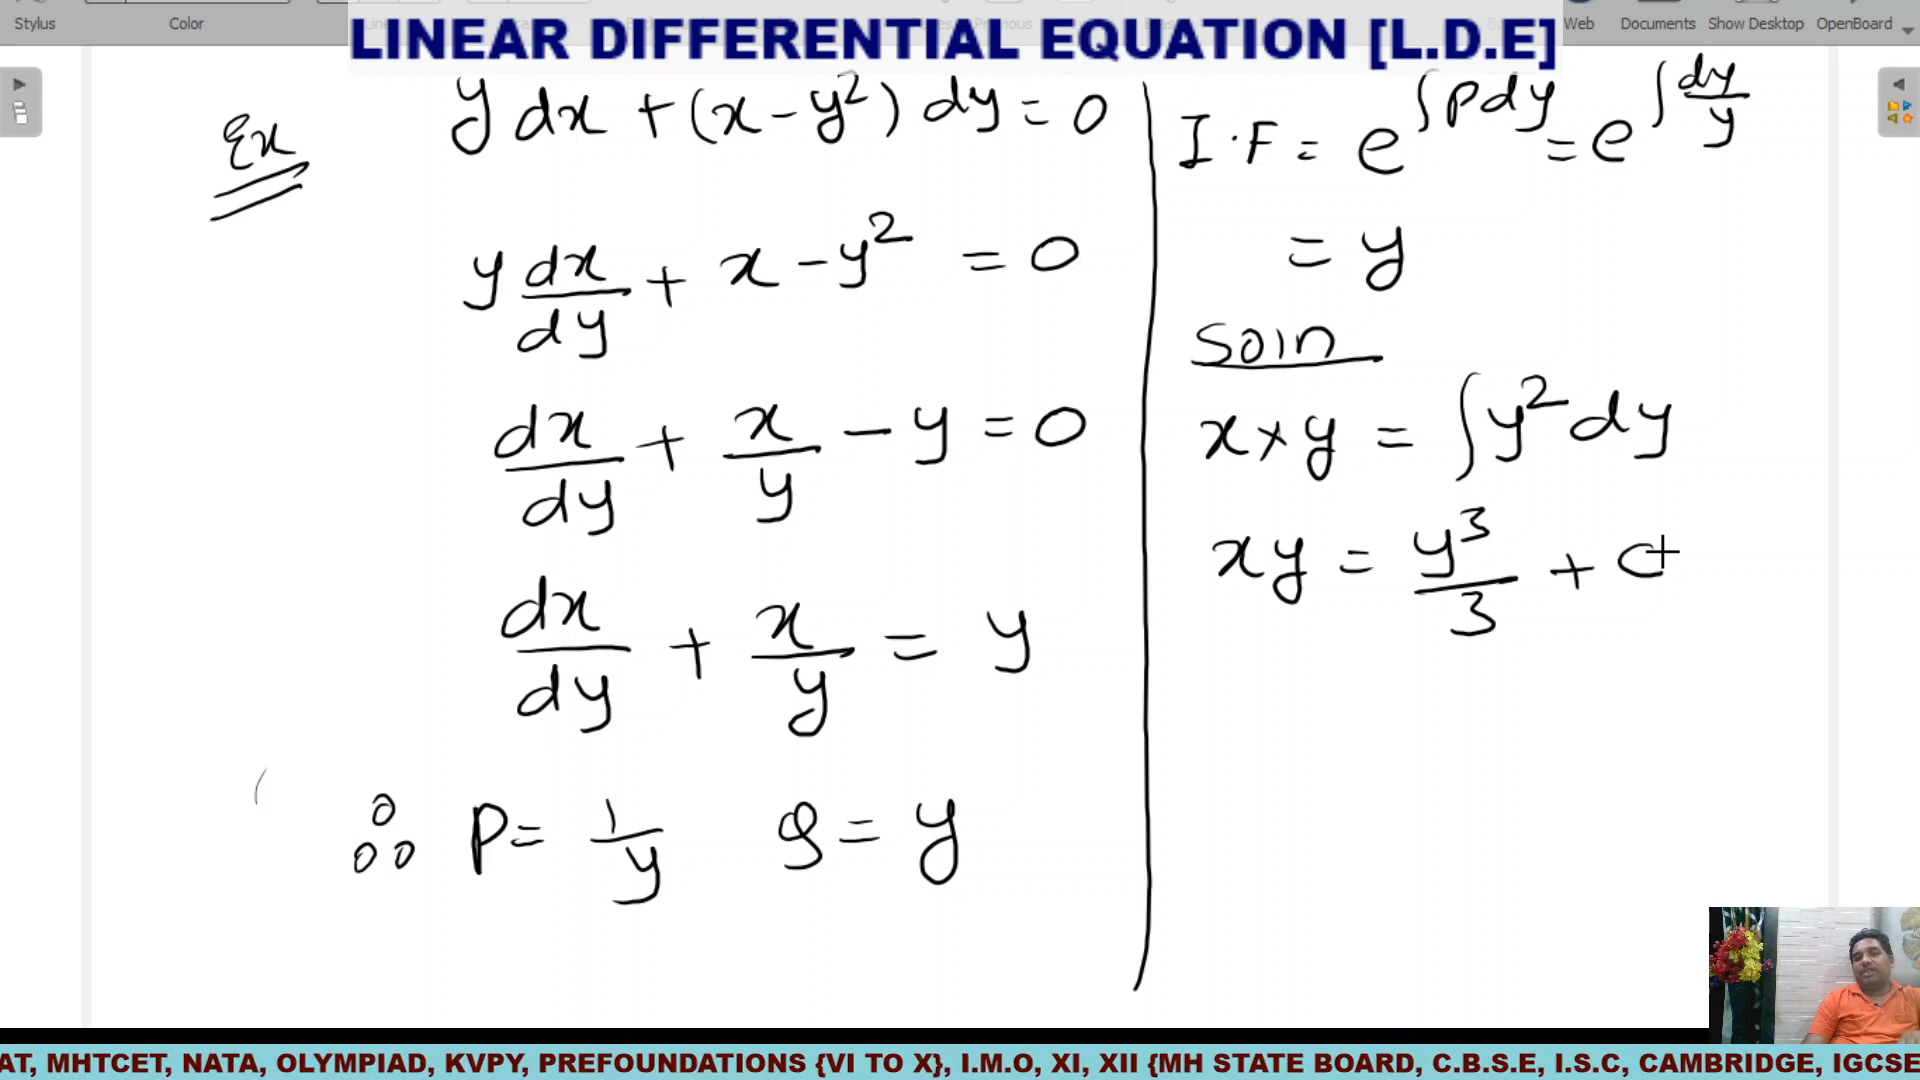 Stylus Color Web Documents Show Desktop OpenBoard
LINEAR DIFFERENTIAL EQUATION [L.D.E]
Ex
y dx + (x - y²) dy = 0
y dx/dy + x - y² = 0
dx/dy + x/y - y = 0
dx/dy + x/y = y
P = 1/y Q = y
I.F = e^∫Pdy = e^∫dy/y
= y
Soln
x × y = ∫y² dy
xy = y³/3 + c
AT, MHTCET, NATA, OLYMPIAD, KVPY, PREFOUNDATIONS {VI TO X}, I.M.O, XI, XII {MH STATE BOARD, C.B.S.E, I.S.C, CAMBRIDGE, IGCSE